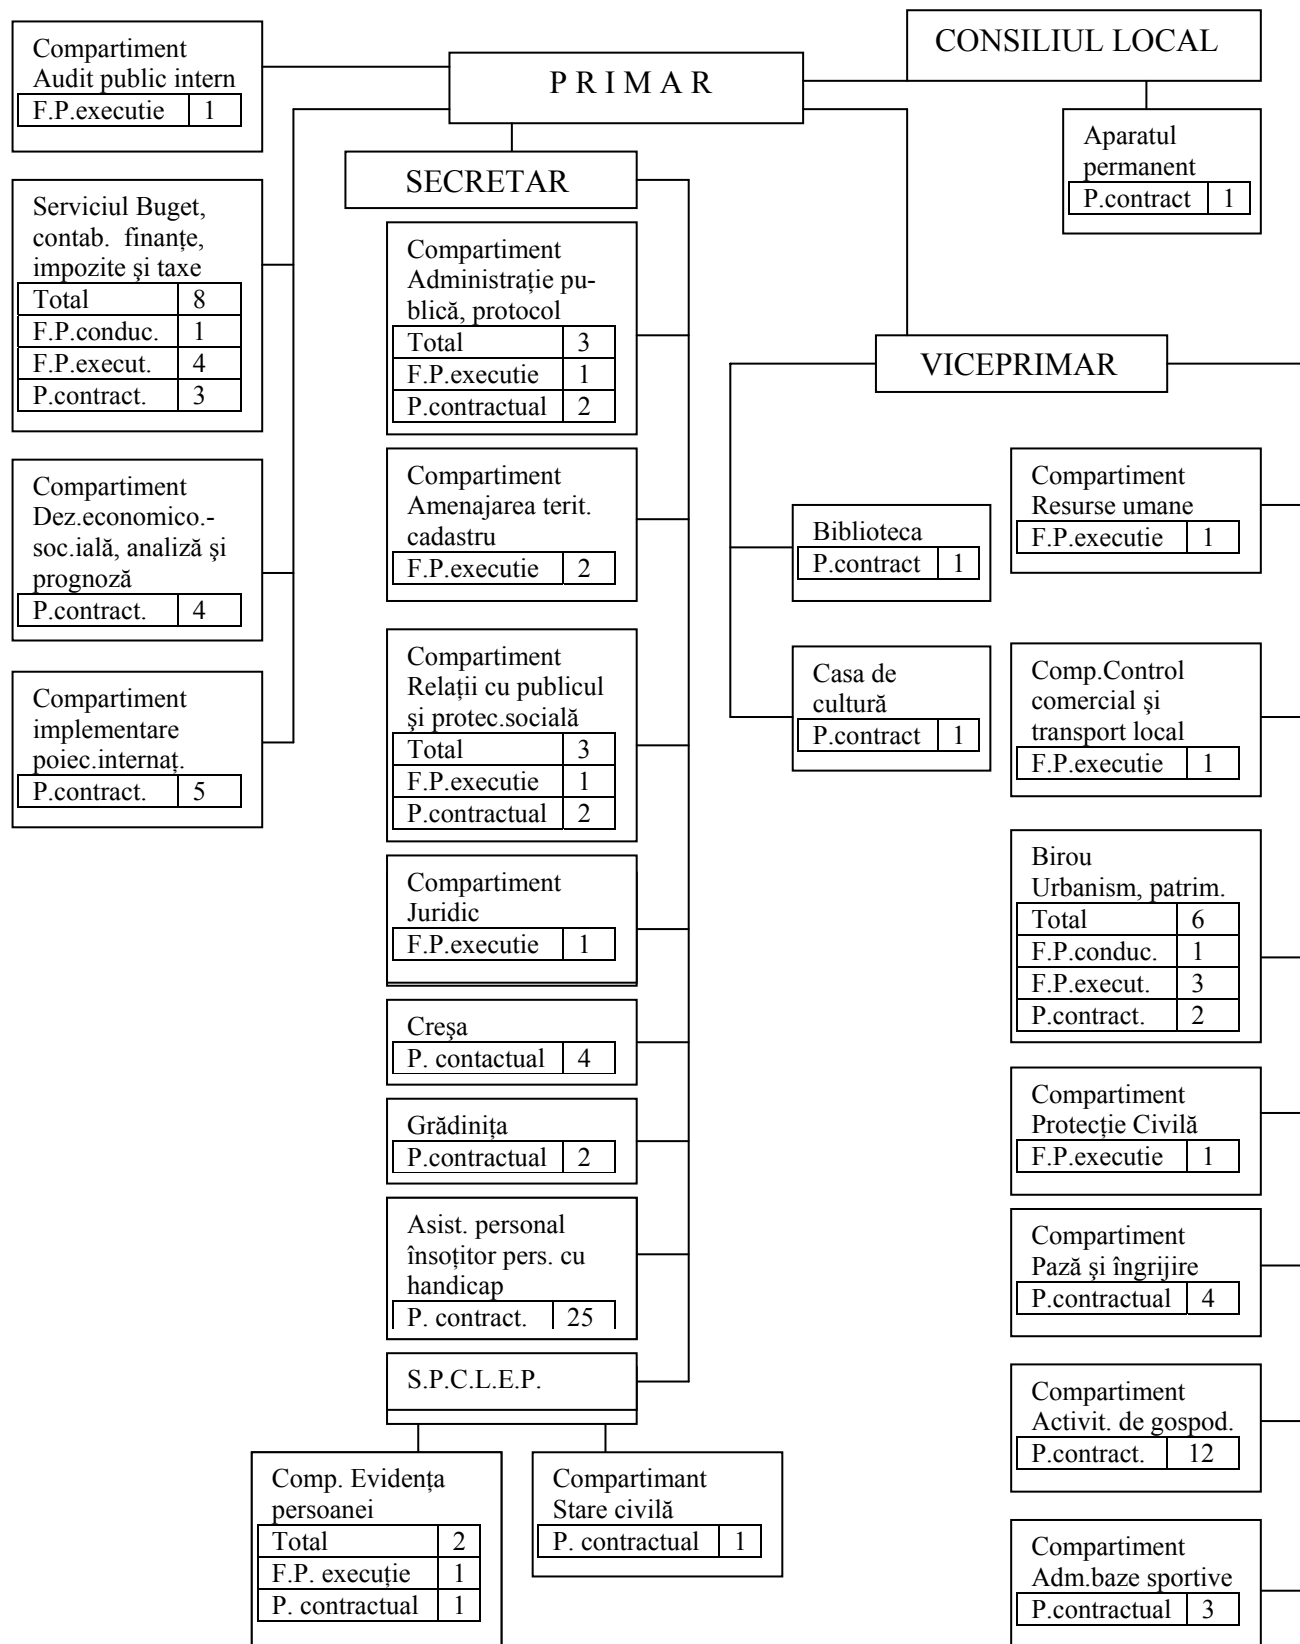 CONSILIUL LOCAL
P R I M A R
Compartiment
Audit public intern
F.P.executie 1
Aparatul
permanent
P.contract 1
SECRETAR
VICEPRIMAR
Serviciul Buget,
contab. finanțe,
impozite şi taxe
Total 8
F.P.conduc. 1
F.P.execut. 4
P.contract. 3
Compartiment
Dez.economico.-
soc.ială, analiză şi
prognoză
P.contract. 4
Compartiment
implementare
poiec.internaț.
P.contract. 5
Compartiment
Administrație pu-
blică, protocol
Total 3
F.P.executie 1
P.contractual 2
Compartiment
Amenajarea terit.
cadastru
F.P.executie 2
Compartiment
Relații cu publicul
şi protec.socială
Total 3
F.P.executie 1
P.contractual 2
Compartiment
Juridic
F.P.executie 1
Creşa
P. contactual 4
Grădinița
P.contractual 2
Asist. personal
însoțitor pers. cu
handicap
P. contract. 25
S.P.C.L.E.P.
Comp. Evidența
persoanei
Total 2
F.P. execuție 1
P. contractual 1
Compartimant
Stare civilă
P. contractual 1
Biblioteca
P.contract 1
Casa de
cultură
P.contract 1
Compartiment
Resurse umane
F.P.executie 1
Comp.Control
comercial şi
transport local
F.P.executie 1
Birou
Urbanism, patrim.
Total 6
F.P.conduc. 1
F.P.execut. 3
P.contract. 2
Compartiment
Protecție Civilă
F.P.executie 1
Compartiment
Pază şi îngrijire
P.contractual 4
Compartiment
Activit. de gospod.
P.contract. 12
Compartiment
Adm.baze sportive
P.contractual 3